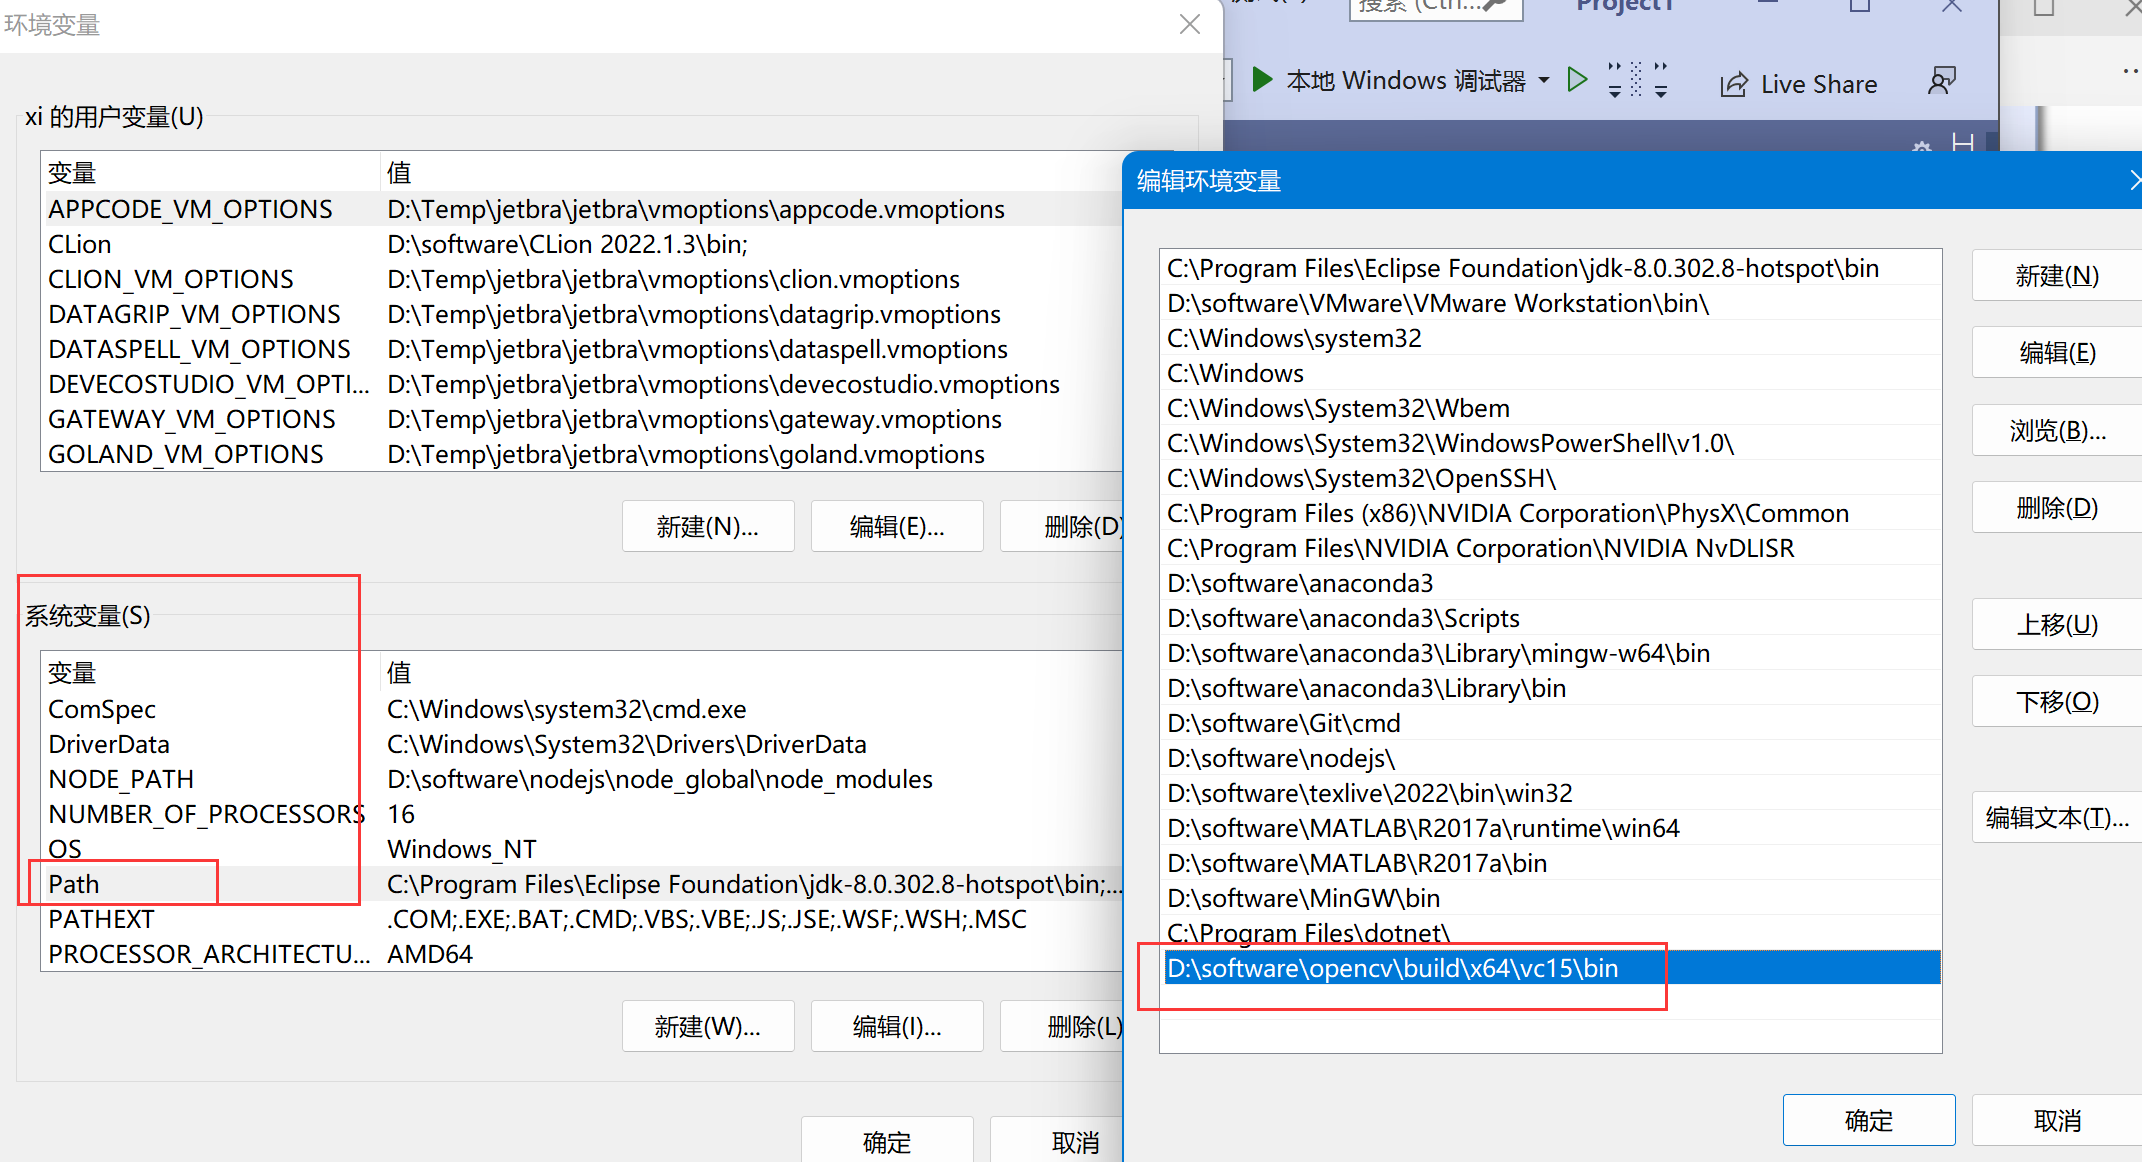 环境变量
xi 的用户变量(U)
变量 值
APPCODE_VM_OPTIONS D:\Temp\jetbra\jetbra\vmoptions\appcode.vmoptions
CLion D:\software\CLion 2022.1.3\bin;
CLION_VM_OPTIONS D:\Temp\jetbra\jetbra\vmoptions\clion.vmoptions
DATAGRIP_VM_OPTIONS D:\Temp\jetbra\jetbra\vmoptions\datagrip.vmoptions
DATASPELL_VM_OPTIONS D:\Temp\jetbra\jetbra\vmoptions\dataspell.vmoptions
DEVECOSTUDIO_VM_OPTI... D:\Temp\jetbra\jetbra\vmoptions\devecostudio.vmoptions
GATEWAY_VM_OPTIONS D:\Temp\jetbra\jetbra\vmoptions\gateway.vmoptions
GOLAND_VM_OPTIONS D:\Temp\jetbra\jetbra\vmoptions\goland.vmoptions
新建(N)... 编辑(E)... 删除(D)
系统变量(S)
变量 值
ComSpec C:\Windows\system32\cmd.exe
DriverData C:\Windows\System32\Drivers\DriverData
NODE_PATH D:\software\nodejs\node_global\node_modules
NUMBER_OF_PROCESSORS 16
OS Windows_NT
Path C:\Program Files\Eclipse Foundation\jdk-8.0.302.8-hotspot\bin;...
PATHEXT .COM;.EXE;.BAT;.CMD;.VBS;.VBE;.JS;.JSE;.WSF;.WSH;.MSC
PROCESSOR_ARCHITECTU... AMD64
新建(W)... 编辑(I)... 删除(L)
确定 取消
搜索 (Ctrl... Project1
本地 Windows 调试器 Live Share
编辑环境变量
C:\Program Files\Eclipse Foundation\jdk-8.0.302.8-hotspot\bin
D:\software\VMware\VMware Workstation\bin\
C:\Windows\system32
C:\Windows
C:\Windows\System32\Wbem
C:\Windows\System32\WindowsPowerShell\v1.0\
C:\Windows\System32\OpenSSH\
C:\Program Files (x86)\NVIDIA Corporation\PhysX\Common
C:\Program Files\NVIDIA Corporation\NVIDIA NvDLISR
D:\software\anaconda3
D:\software\anaconda3\Scripts
D:\software\anaconda3\Library\mingw-w64\bin
D:\software\anaconda3\Library\bin
D:\software\Git\cmd
D:\software\nodejs\
D:\software\texlive\2022\bin\win32
D:\software\MATLAB\R2017a\runtime\win64
D:\software\MATLAB\R2017a\bin
D:\software\MinGW\bin
C:\Program Files\dotnet\
D:\software\opencv\build\x64\vc15\bin
新建(N)
编辑(E)
浏览(B)...
删除(D)
上移(U)
下移(O)
编辑文本(T)...
确定 取消